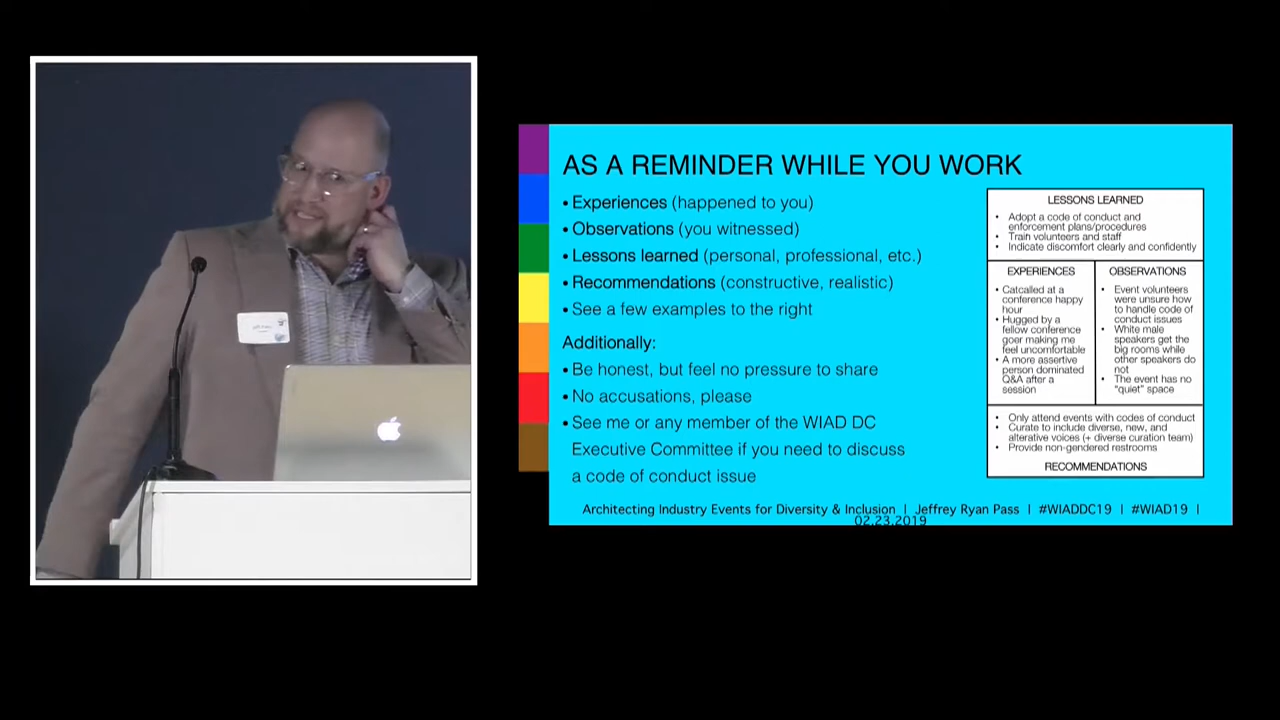 AS A REMINDER WHILE YOU WORK
• Experiences (happened to you)
• Observations (you witnessed)
• Lessons learned (personal, professional, etc.)
• Recommendations (constructive, realistic)
• See a few examples to the right
Additionally:
• Be honest, but feel no pressure to share
• No accusations, please
• See me or any member of the WIAD DC
Executive Committee if you need to discuss
a code of conduct issue
LESSONS LEARNED
• Adopt a code of conduct and
enforcement plans/procedures
• Train volunteers and staff
• Indicate discomfort clearly and confidently
EXPERIENCES
• Catcalled at a
conference happy
hour
• Hugged by a
fellow conference
goer making me
feel uncomfortable
• A more assertive
person dominated
Q&A after a
session
OBSERVATIONS
• Event volunteers
were unsure how
to handle code of
conduct issues
• White male
speakers get the
big rooms while
other speakers do
not
• The event has no
"quiet" space
• Only attend events with codes of conduct
• Curate to include diverse, new, and
alterative voices (+ diverse curation team)
• Provide non-gendered restrooms
RECOMMENDATIONS
Architecting Industry Events for Diversity & Inclusion | Jeffrey Ryan Pass | #WIADDC19 | #WIAD19 |
02.23.2019